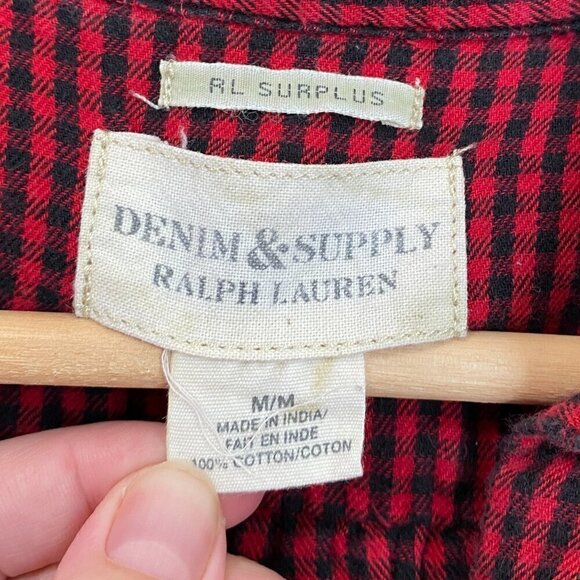 RL SURPLUS
DENIM & SUPPLY
RALPH LAUREN
M/M
MADE IN INDIA/
FAIT EN INDE
100% COTTON/COTON